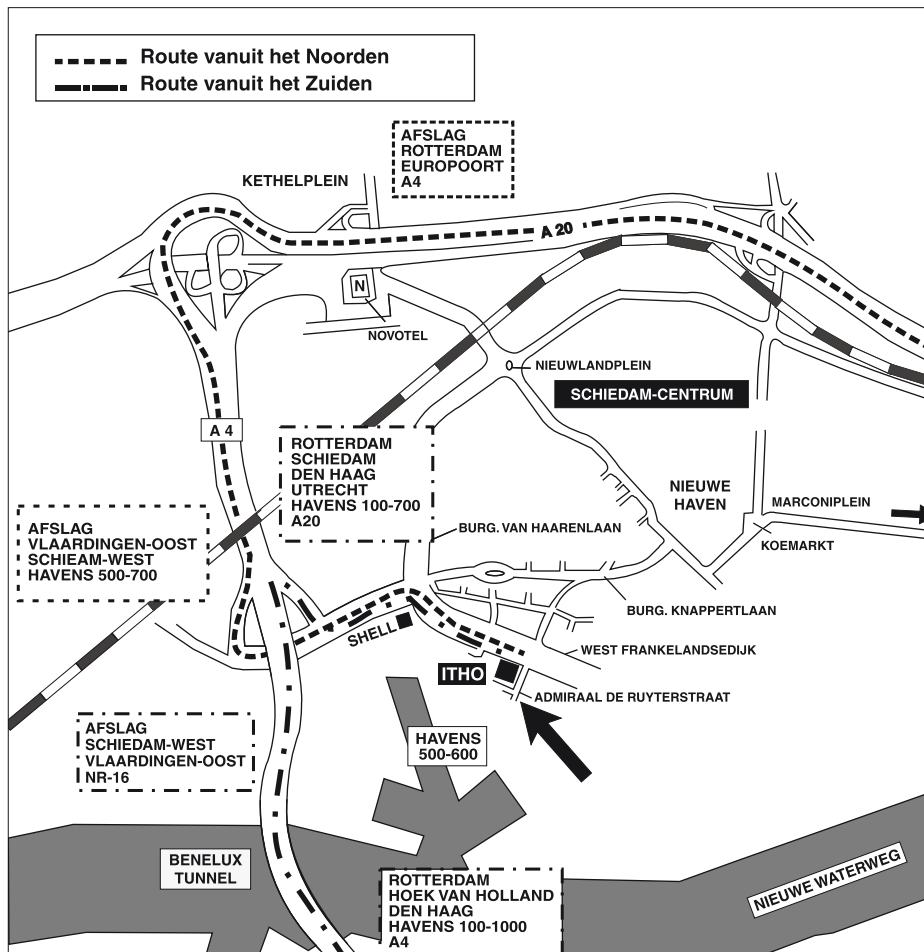 Route vanuit het Noorden
Route vanuit het Zuiden
AFSLAG
ROTTERDAM
EUROPOORT
A4
KETHELPLEIN
A 20
N
NOVOTEL
NIEUWLANDPLEIN
SCHIEDAM-CENTRUM
A 4
ROTTERDAM
SCHIEDAM
DEN HAAG
UTRECHT
HAVENS 100-700
A20
NIEUWE
HAVEN
MARCONIPLEIN
KOEMARKT
AFSLAG
VLAARDINGEN-OOST
SCHIEAM-WEST
HAVENS 500-700
BURG. VAN HAARENLAAN
BURG. KNAPPERTLAAN
SHELL
WEST FRANKELANDSEDIJK
ITHO
ADMIRAAL DE RUYTERSTRAAT
AFSLAG
SCHIEDAM-WEST
VLAARDINGEN-OOST
NR-16
HAVENS
500-600
BENELUX
TUNNEL
ROTTERDAM
HOEK VAN HOLLAND
DEN HAAG
HAVENS 100-1000
A4
NIEUWE WATERWEG